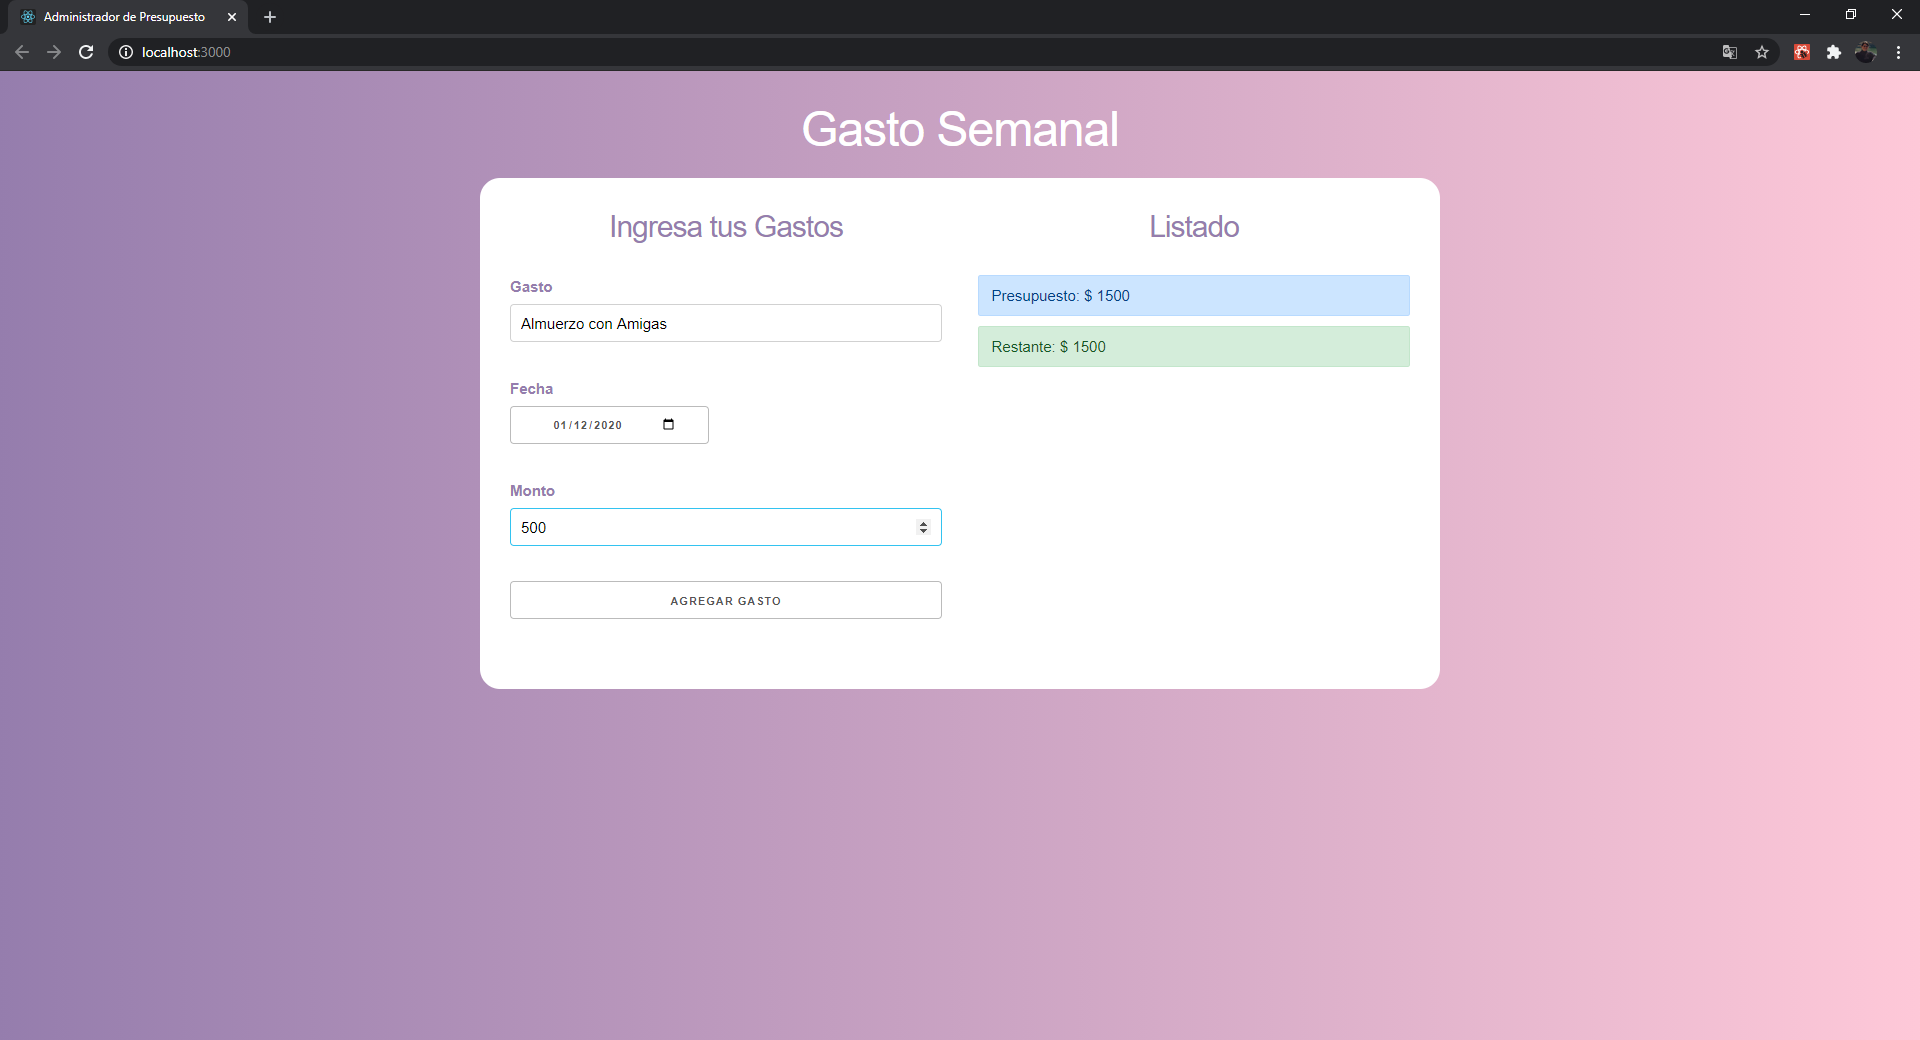 Administrador de Presupuesto
localhost:3000
Gasto Semanal
Ingresa tus Gastos
Gasto
Almuerzo con Amigas
Fecha
01/12/2020
Monto
500
AGREGAR GASTO
Listado
Presupuesto: $ 1500
Restante: $ 1500